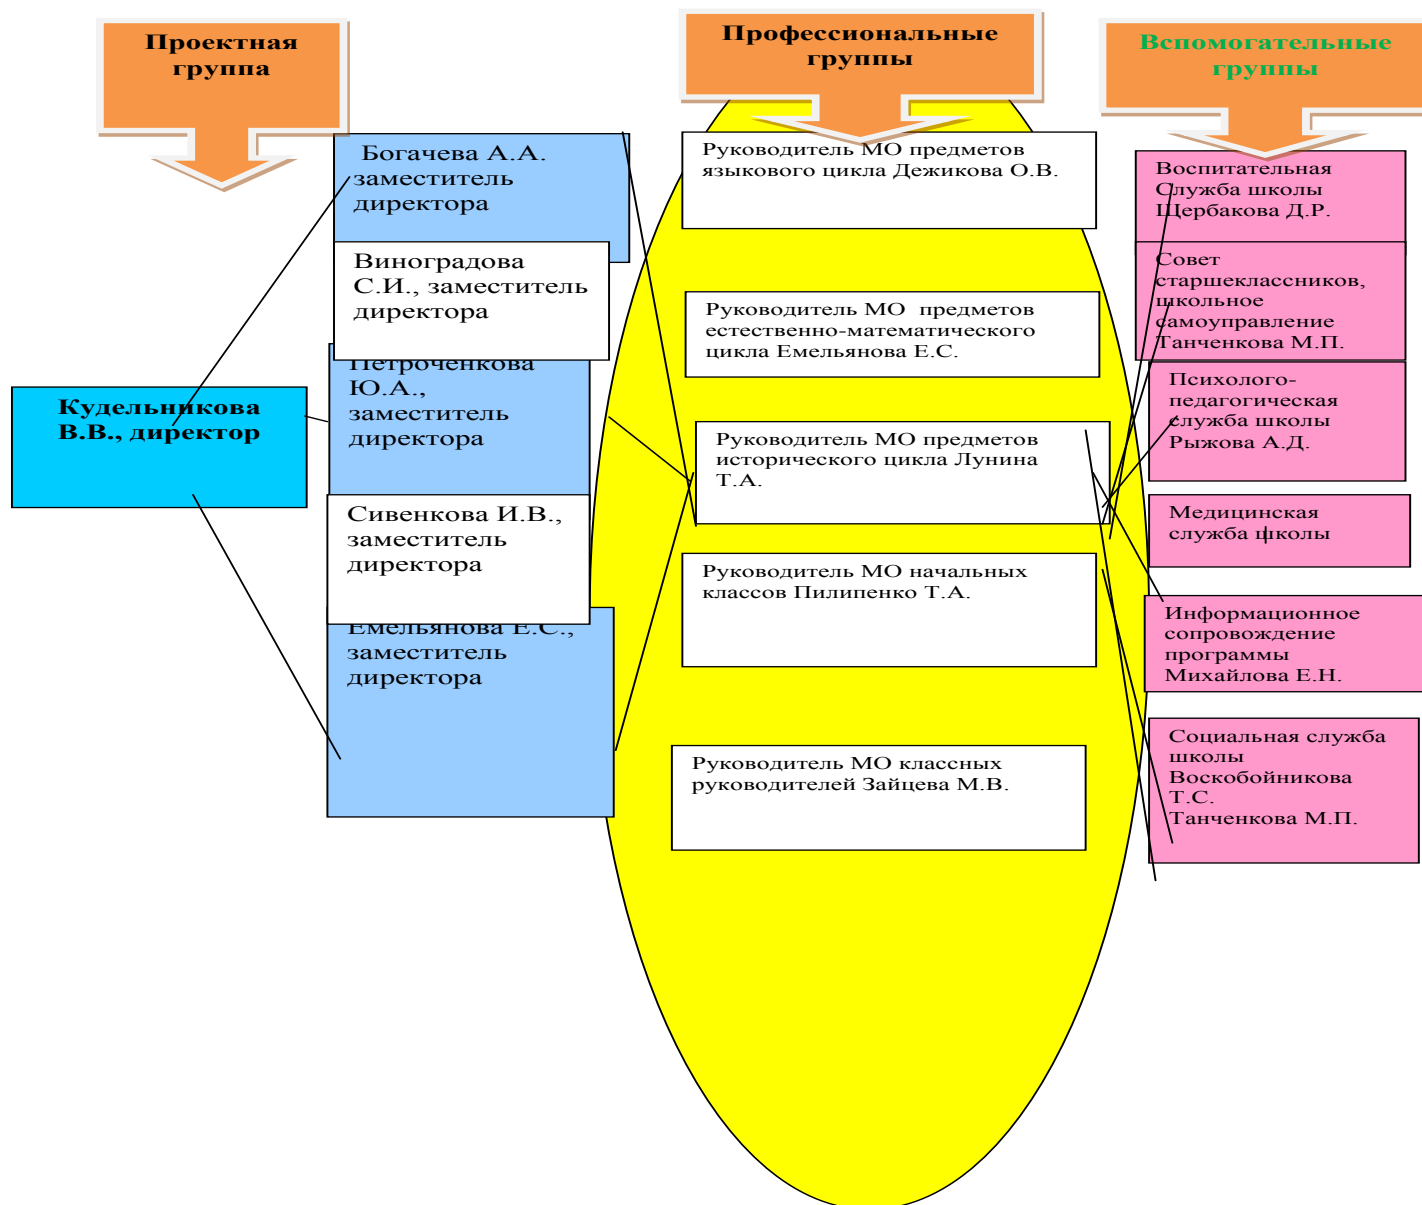 Проектная
группа
Профессиональные
группы
Вспомогательные
группы
Кудельникова
В.В., директор
Богачева А.А.
заместитель
директора
Виноградова
С.И., заместитель
директора
Петроченкова
Ю.А.,
заместитель
директора
Сивенкова И.В.,
заместитель
директора
Емельянова Е.С.,
заместитель
директора
Руководитель МО предметов
языкового цикла Дежикова О.В.
Руководитель МО  предметов
естественно-математического
цикла Емельянова Е.С.
Руководитель МО предметов
исторического цикла Лунина
Т.А.
Руководитель МО начальных
классов Пилипенко Т.А.
Руководитель МО классных
руководителей Зайцева М.В.
Воспитательная
Служба школы
Щербакова Д.Р.
Совет
старшеклассников,
школьное
самоуправление
Танченкова М.П.
Психолого-
педагогическая
служба школы
Рыжова А.Д.
Медицинская
служба школы
Информационное
сопровождение
программы
Михайлова Е.Н.
Социальная служба
школы
Воскобойникова
Т.С.
Танченкова М.П.